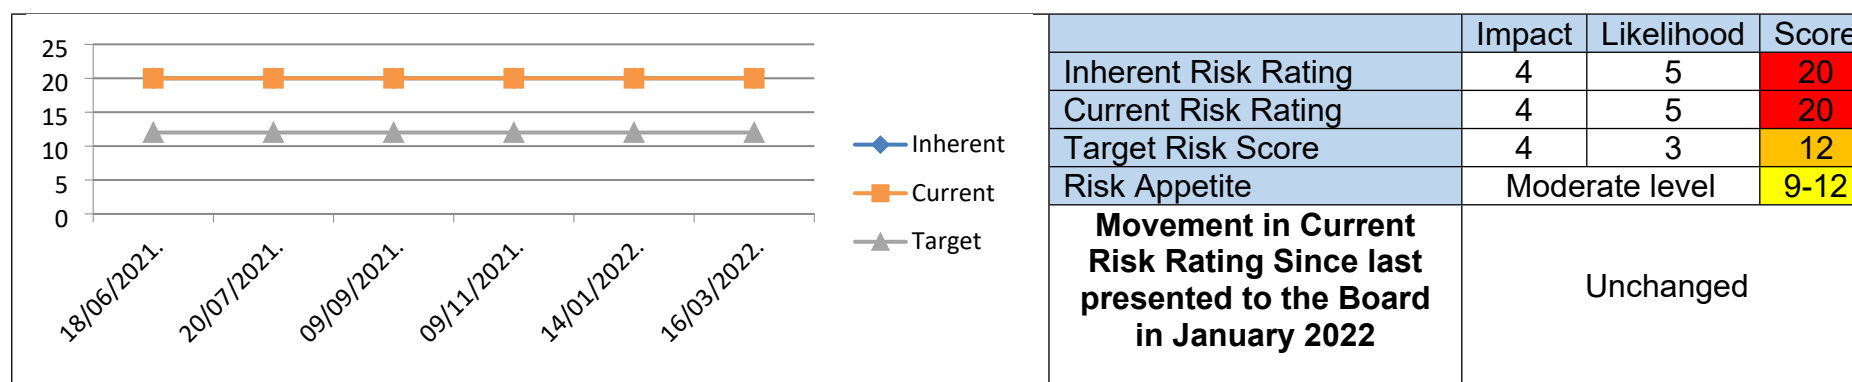 25
20
15
10
5
0
18/06/2021.
20/07/2021.
09/09/2021.
09/11/2021.
14/01/2022.
16/03/2022.
Inherent
Current
Target
Impact Likelihood Score
Inherent Risk Rating 4 5 20
Current Risk Rating 4 5 20
Target Risk Score 4 3 12
Risk Appetite Moderate level 9-12
Movement in Current
Risk Rating Since last
presented to the Board
in January 2022
Unchanged